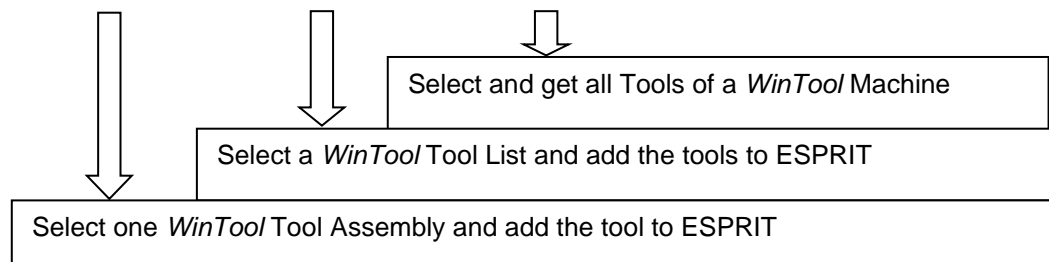 Select and get all Tools of a WinTool Machine
Select a WinTool Tool List and add the tools to ESPRIT
Select one WinTool Tool Assembly and add the tool to ESPRIT